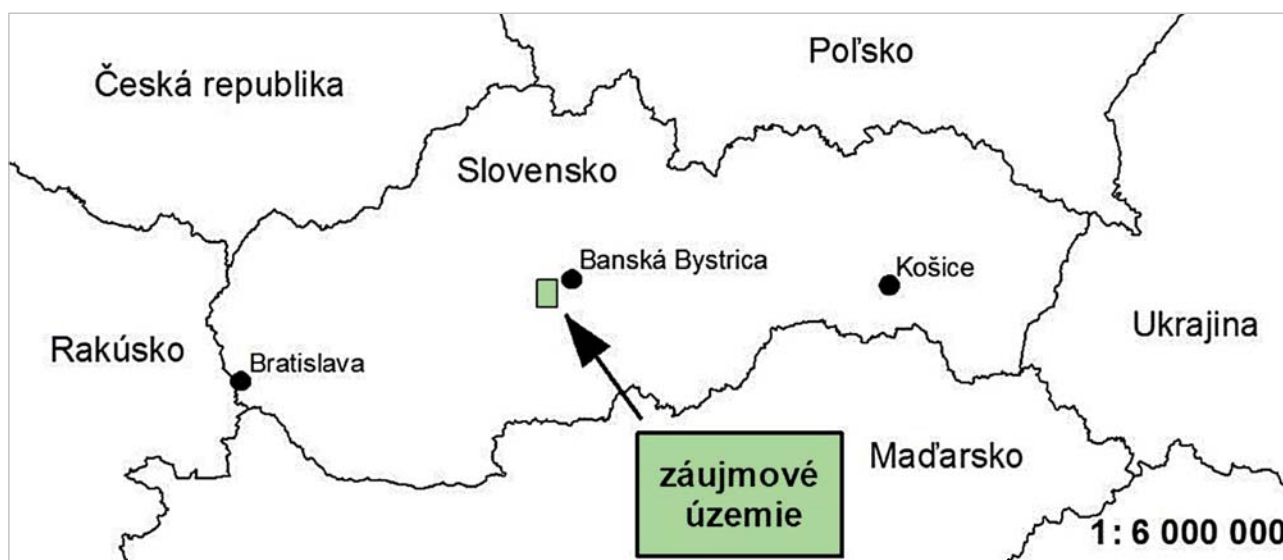 Česká republika
Poľsko
Slovensko
Banská Bystrica
Košice
Ukrajina
Rakúsko
Bratislava
Maďarsko
záujmové
územie
1: 6 000 000